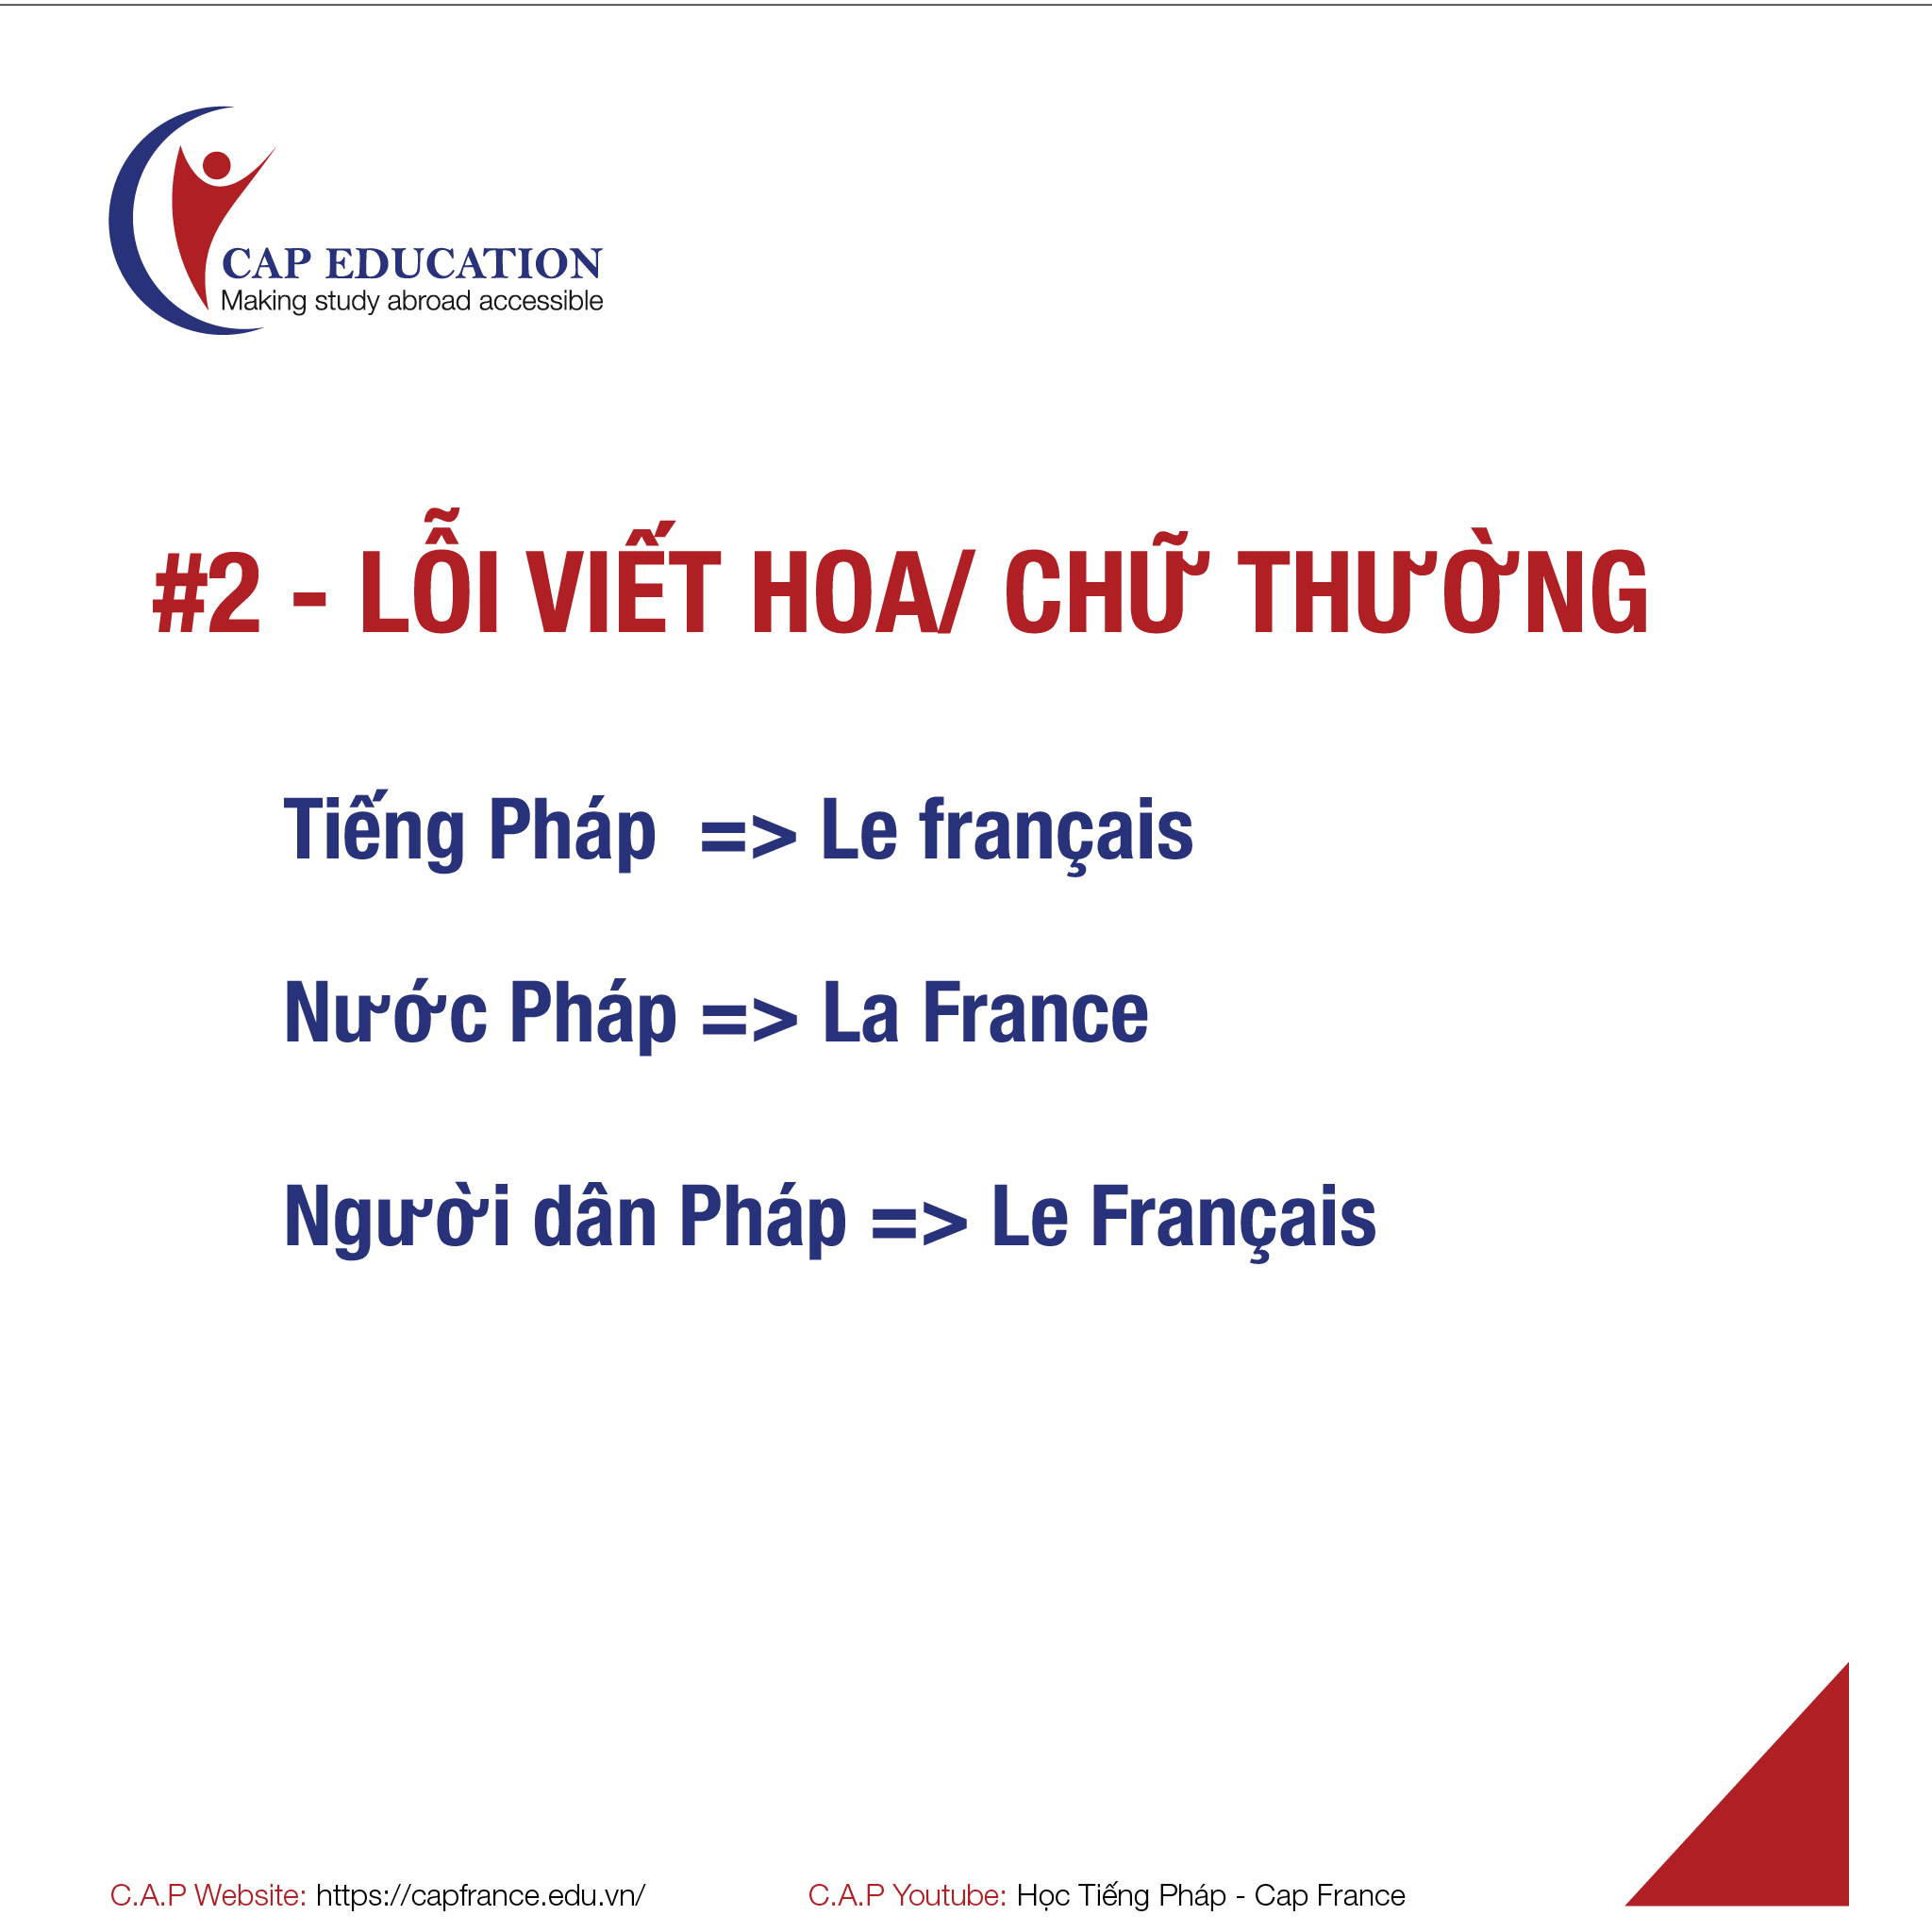 CAP EDUCATION
Making study abroad accessible
#2 - LỖI VIẾT HOA/ CHỮ THƯỜNG
Tiếng Pháp => Le français
Nước Pháp => La France
Người dân Pháp => Le Français
C.A.P Website: https://capfrance.edu.vn/ C.A.P Youtube: Học Tiếng Pháp - Cap France